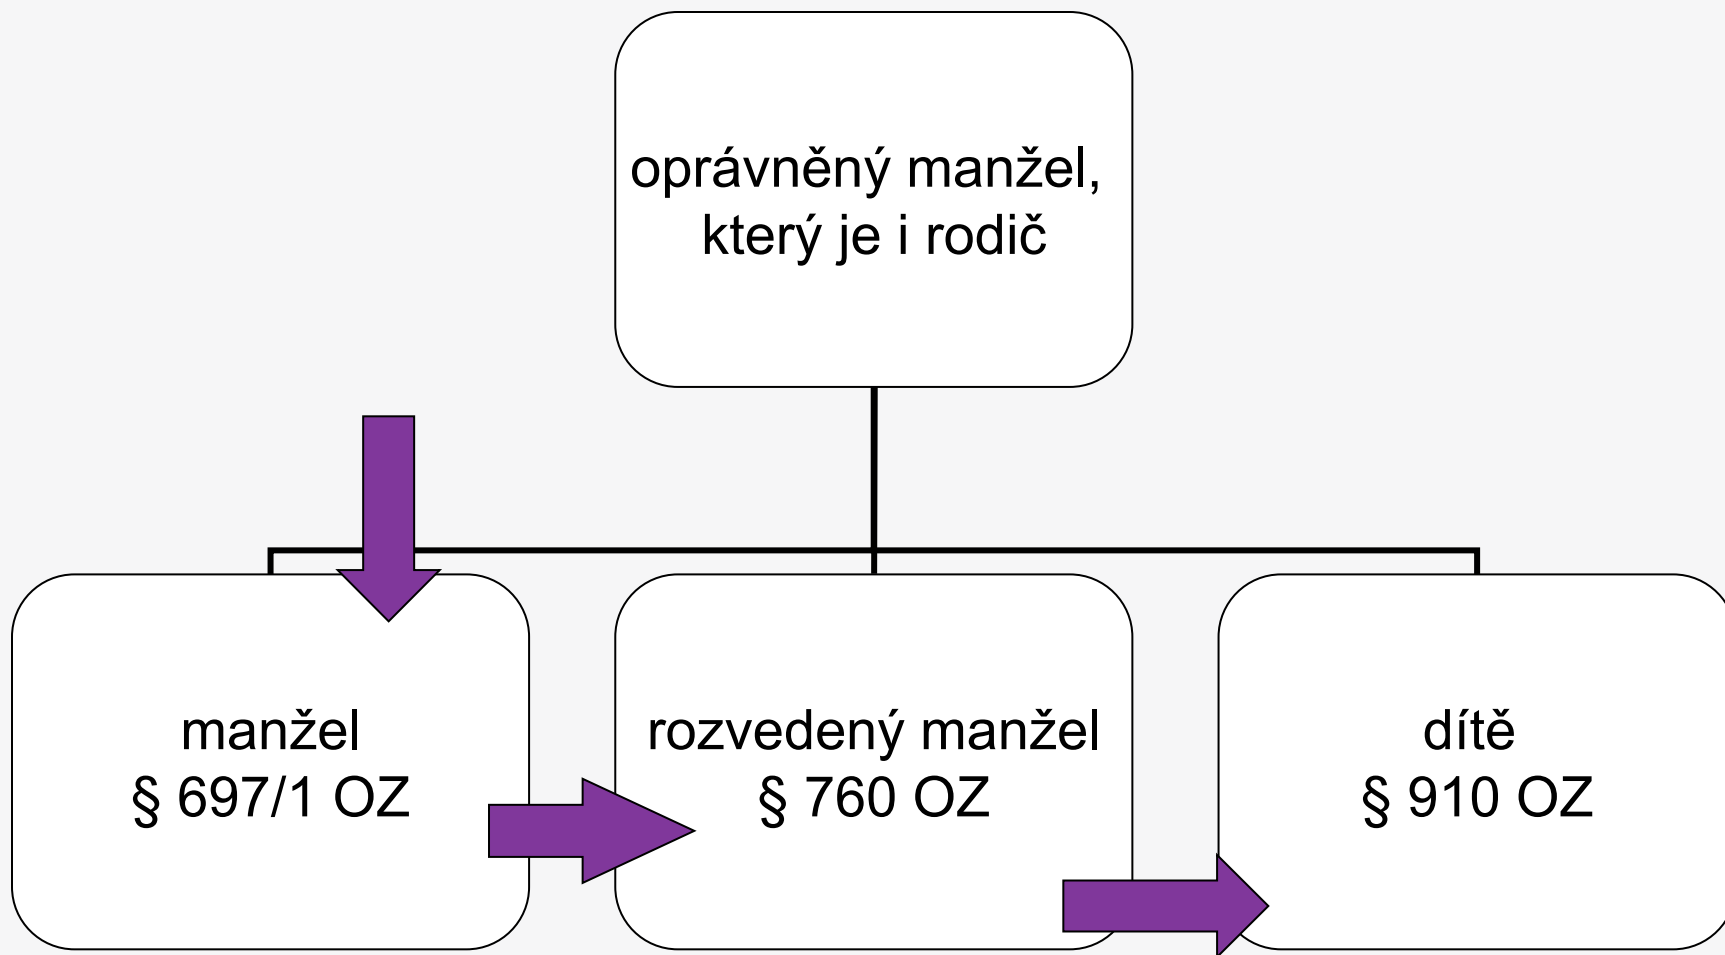 oprávněný manžel,
který je i rodič
manžel
§ 697/1 OZ
rozvedený manžel
§ 760 OZ
dítě
§ 910 OZ